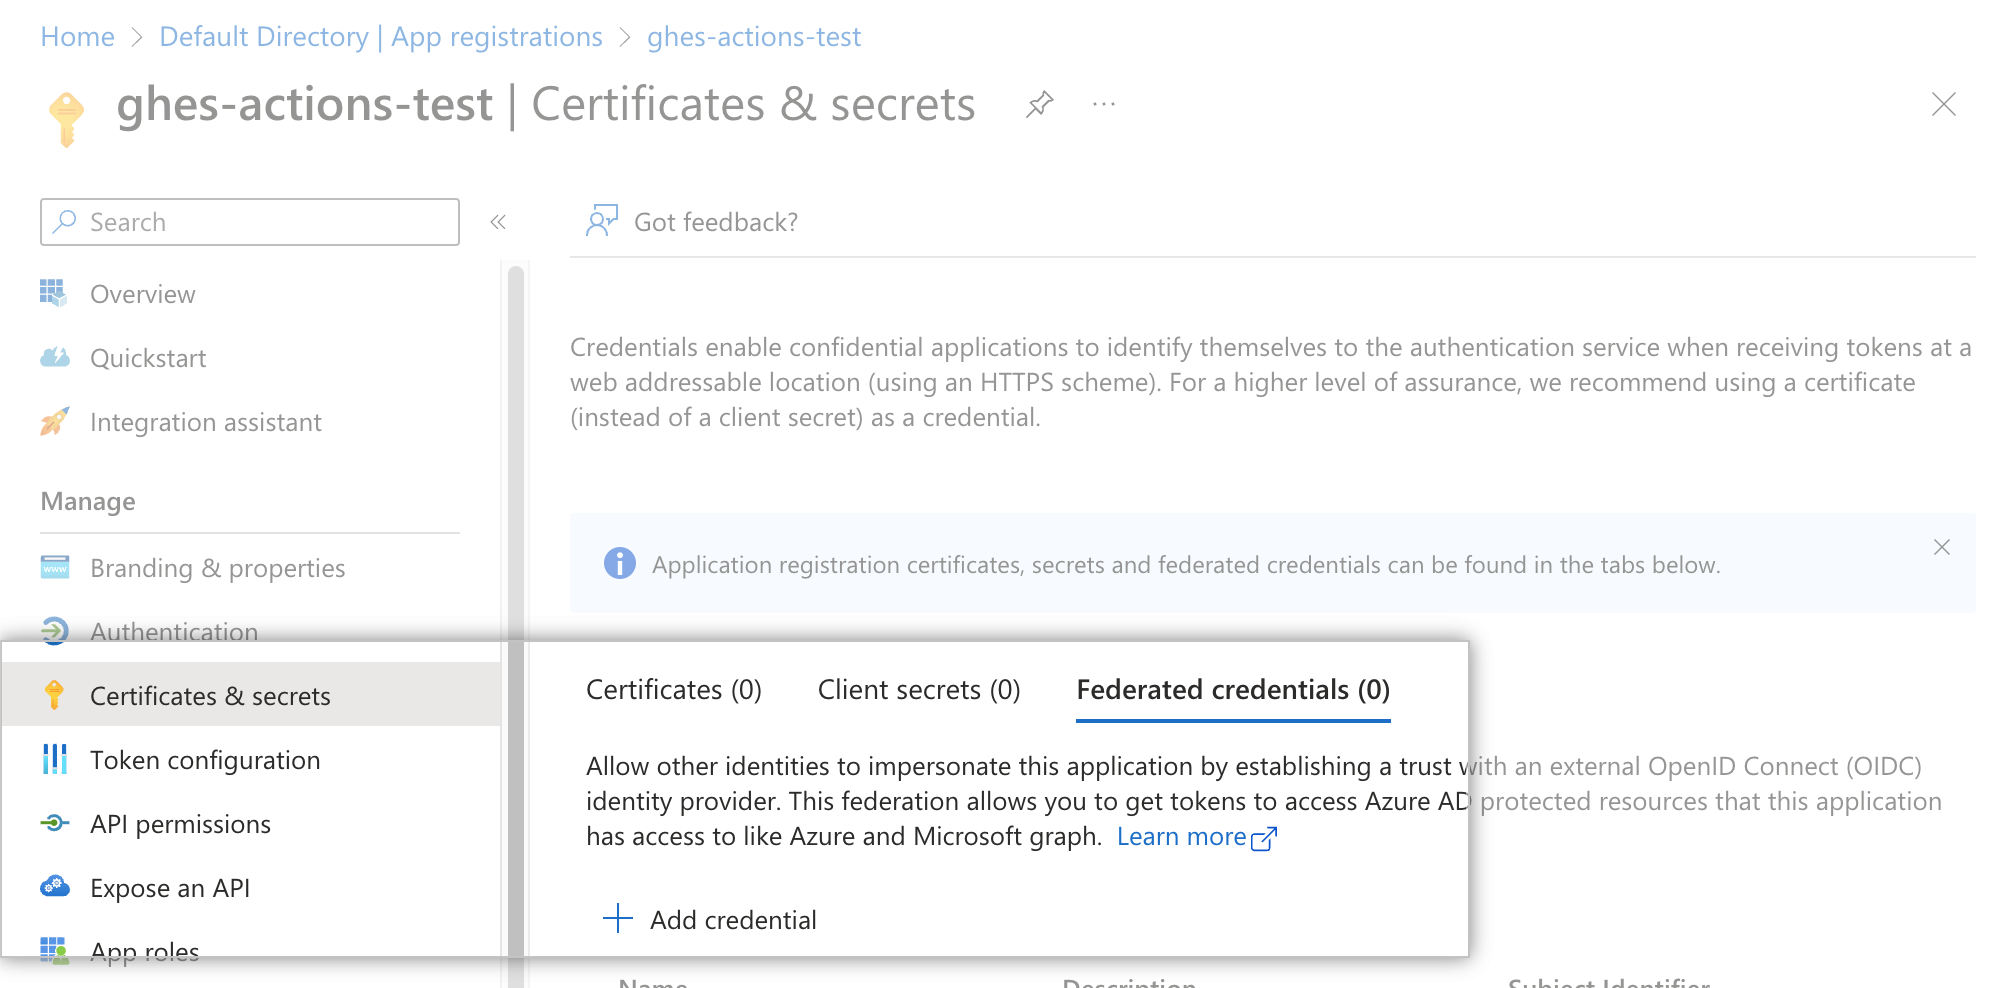 Home > Default Directory | App registrations > ghes-actions-test
ghes-actions-test | Certificates & secrets
Search
Overview
Quickstart
Integration assistant
Manage
Branding & properties
Authentication
Certificates & secrets
Token configuration
API permissions
Expose an API
App roles
Got feedback?
Credentials enable confidential applications to identify themselves to the authentication service when receiving tokens at a
web addressable location (using an HTTPS scheme). For a higher level of assurance, we recommend using a certificate
(instead of a client secret) as a credential.
Application registration certificates, secrets and federated credentials can be found in the tabs below.
Certificates (0) Client secrets (0) Federated credentials (0)
Allow other identities to impersonate this application by establishing a trust with an external OpenID Connect (OIDC)
identity provider. This federation allows you to get tokens to access Azure AD protected resources that this application
has access to like Azure and Microsoft graph. Learn more
Add credential
Name Description Subject Identifier